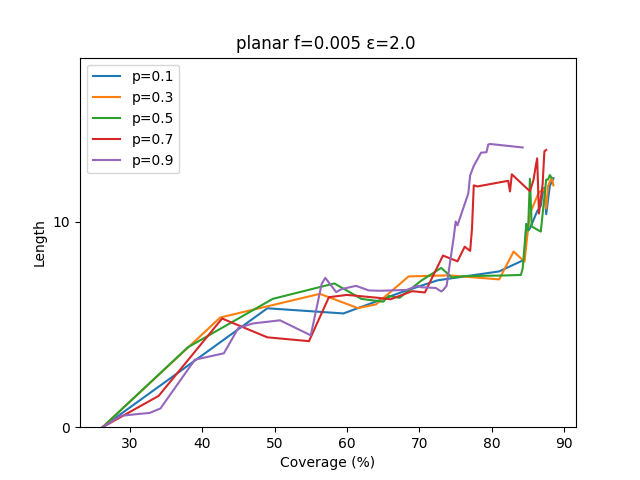 planar f=0.005 ε=2.0
p=0.1
p=0.3
p=0.5
p=0.7
p=0.9
10
0
Length
30 40 50 60 70 80 90
Coverage (%)